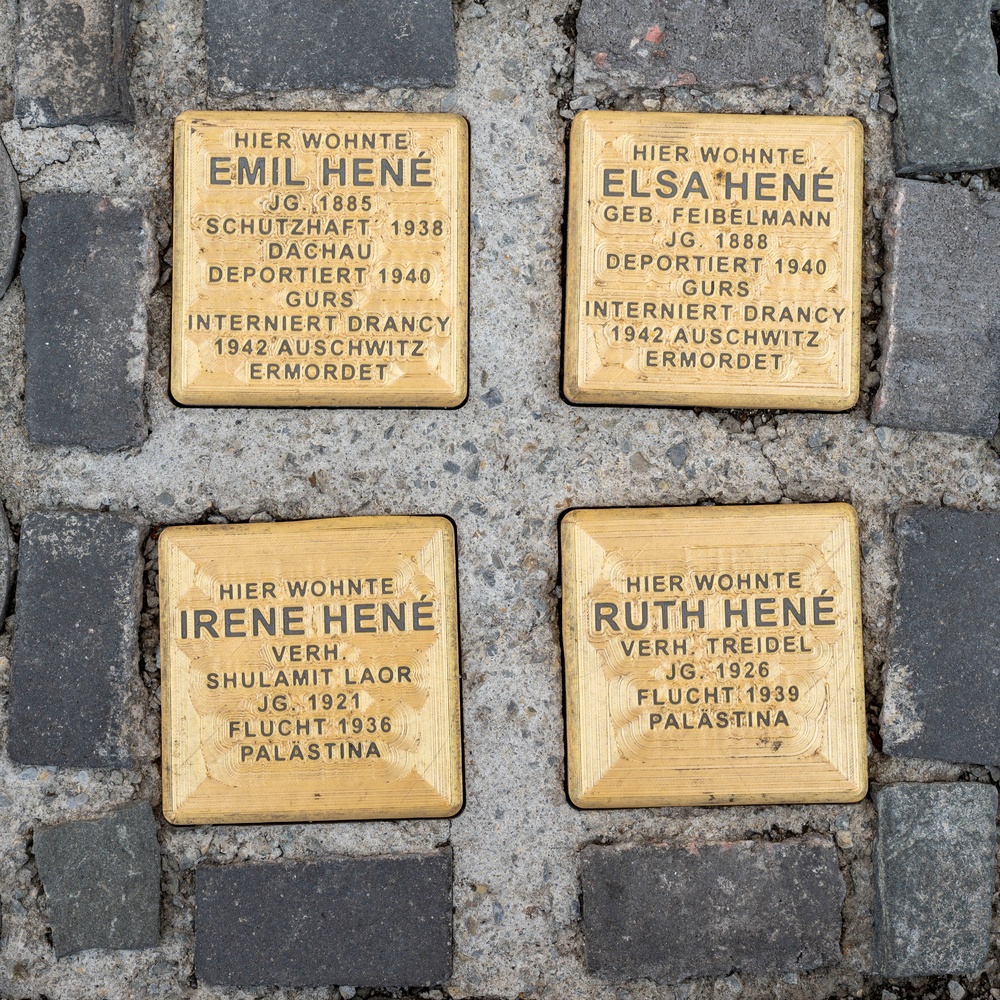 HIER WOHNTE
EMIL HENÉ
JG. 1885
SCHUTZHAFT 1938
DACHAU
DEPORTIERT 1940
GURS
INTERNIERT DRANCY
1942 AUSCHWITZ
ERMORDET
HIER WOHNTE
ELSA HENÉ
GEB. FEIBELMANN
JG. 1888
DEPORTIERT 1940
GURS
INTERNIERT DRANCY
1942 AUSCHWITZ
ERMORDET
HIER WOHNTE
IRENE HENÉ
VERH.
SHULAMIT LAOR
JG. 1921
FLUCHT 1936
PALÄSTINA
HIER WOHNTE
RUTH HENÉ
VERH. TREIDEL
JG. 1926
FLUCHT 1939
PALÄSTINA